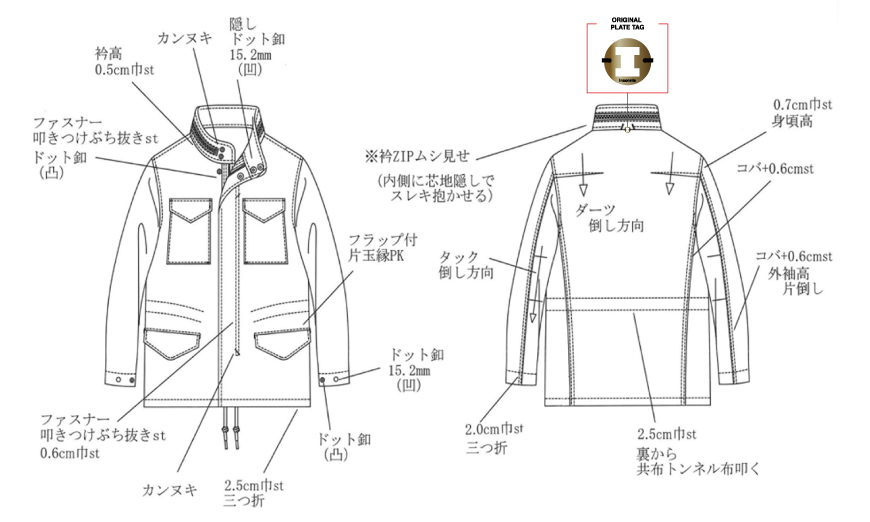 隠し
ドット釦
15.2mm
(凹)
カンヌキ
衿高
0.5cm巾st
ファスナー
叩きつけぶち抜きst
ドット釦
(凸)
フラップ付
片玉縁PK
ドット釦
15.2mm
(凹)
ドット釦
(凸)
ファスナー
叩きつけぶち抜きst
0.6cm巾st
カンヌキ
2.5cm巾st
三つ折
ORIGINAL
PLATE TAG
I
0.7cm巾st
身頃高
※衿ZIPムシ見せ
(内側に芯地隠しで
スレキ抱かせる)
コバ+0.6cmst
ダーツ
倒し方向
タック
倒し方向
コバ+0.6cmst
外袖高
片倒し
2.0cm巾st
三つ折
2.5cm巾st
裏から
共布トンネル布叩く